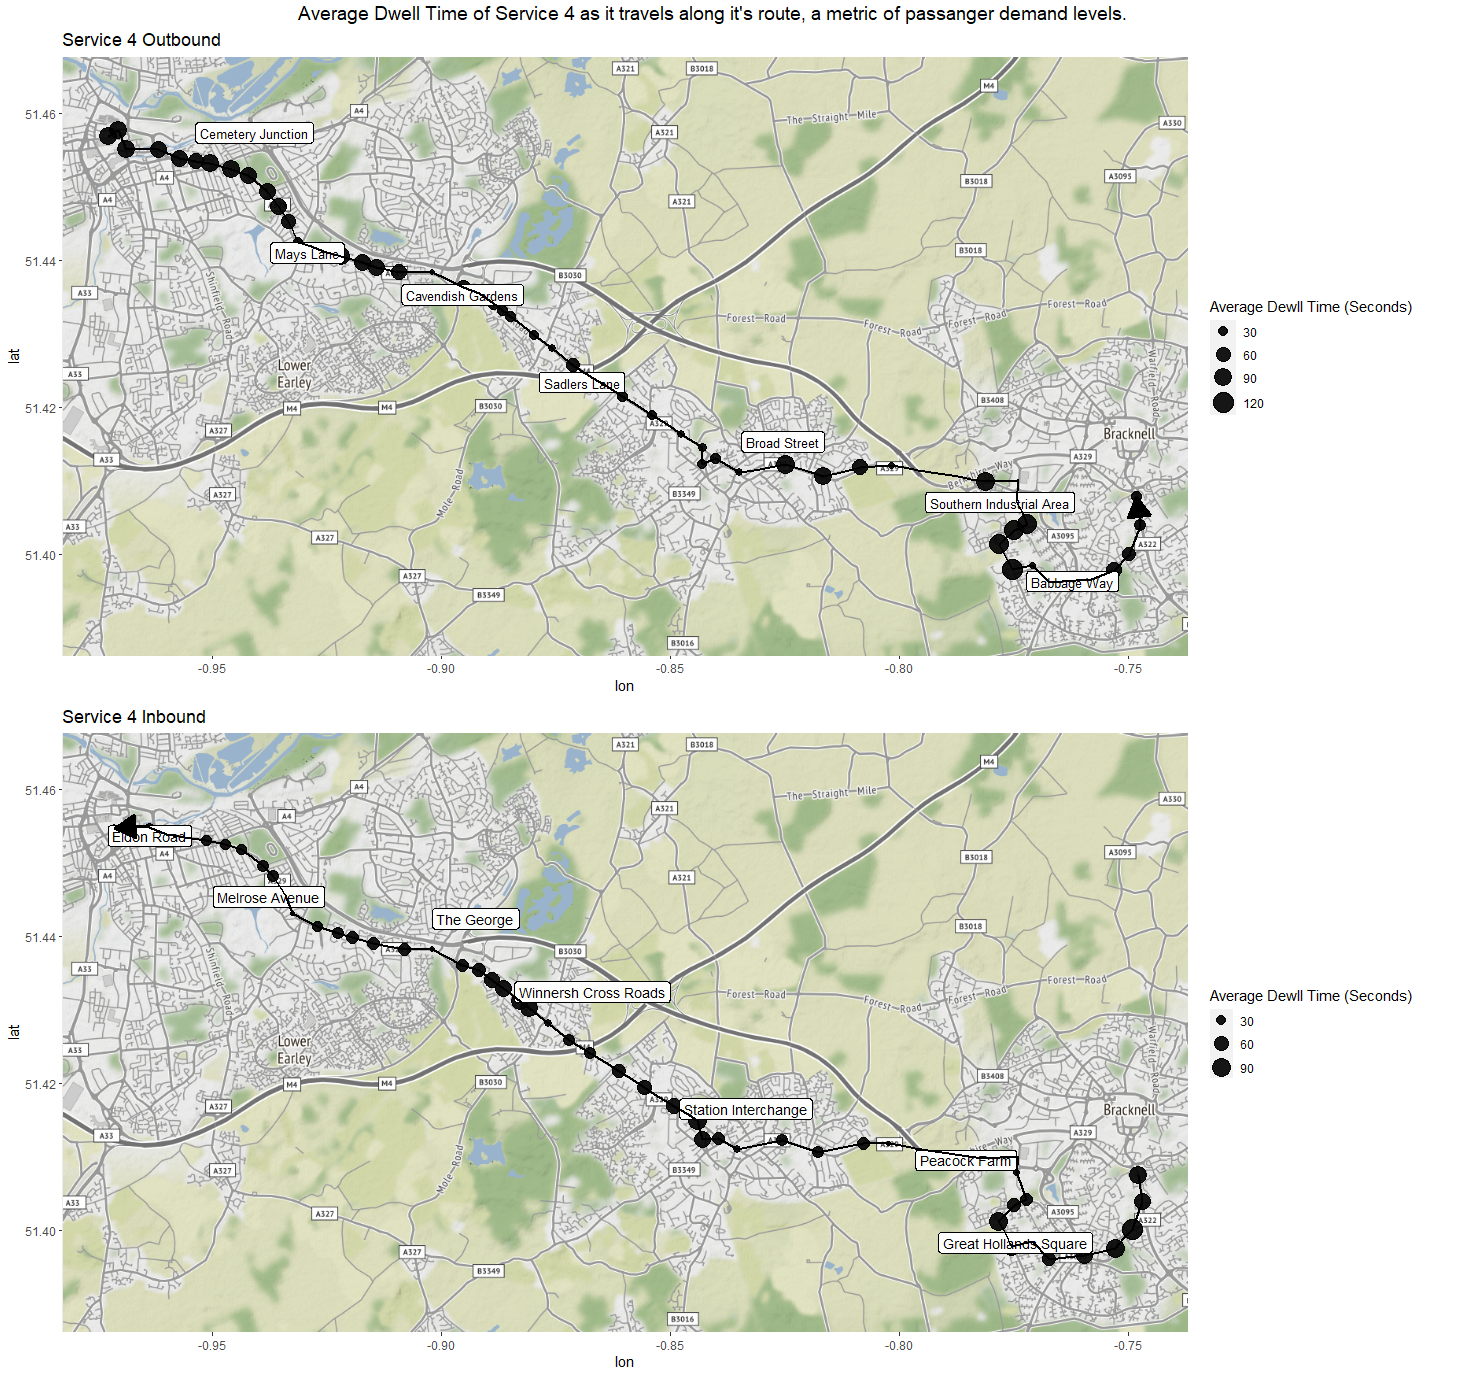 Average Dwell Time of Service 4 as it travels along it's route, a metric of passanger demand levels.
Service 4 Outbound
lat
51.46
51.44
51.42
51.40
A321
B3018
M4
A4
The Straight Mile
A330
Cemetery Junction
A321
A4
B3018
A3095
A4
A321
B3018
Mays Lane
A33
B3030
Shinfield Road
Cavendish Gardens
Forest Road
Forest Road
Forest Road
Forest Road
Lower
Earley
A33
Sadlers Lane
Warfield Road
M4
M4
B3030
B3408
A327
Broad Street
Bracknell
A33
A329
Way
B3349
Mole Road
A327
Southern Industrial Area
A33
A327
A3095
A322
A327
Babbage Way
B3349
B3016
-0.95
-0.90
-0.85
-0.80
-0.75
lon
Average Dewll Time (Seconds)
30
60
90
120
Service 4 Inbound
lat
51.46
51.44
51.42
51.40
A321
B3018
M4
A4
The Straight Mile
A330
A4
A321
Eldon Road
A4
B3018
A3095
A4
A321
Melrose Avenue
The George
B3018
A33
B3030
Shinfield Road
Winnersh Cross Roads
Forest Road
Forest Road
Forest Road
Forest Road
Lower
Earley
A33
Warfield Road
M4
M4
B3030
B3408
A327
Station Interchange
Bracknell
A33
A329
Way
B3349
Mole Road
A327
Peacock Farm
A33
A327
A3095
A322
A327
Great Hollands Square
B3349
B3016
-0.95
-0.90
-0.85
-0.80
-0.75
lon
Average Dewll Time (Seconds)
30
60
90